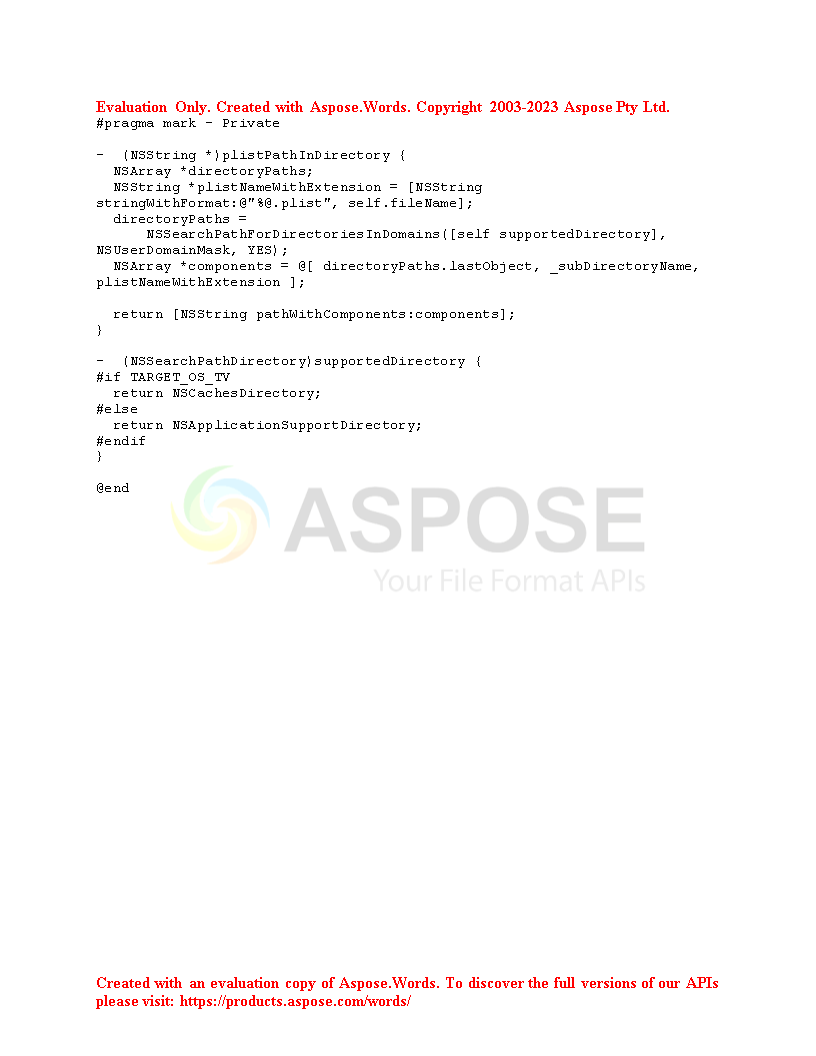 Evaluation Only. Created with Aspose.Words. Copyright 2003-2023 Aspose Pty Ltd.
#pragma mark - Private
- (NSString *)plistPathInDirectory {
  NSArray *directoryPaths;
  NSString *plistNameWithExtension = [NSString
stringWithFormat:@"%@.plist", self.fileName];
  directoryPaths =
      NSSearchPathForDirectoriesInDomains([self supportedDirectory],
NSUserDomainMask, YES);
  NSArray *components = @[ directoryPaths.lastObject, _subDirectoryName,
plistNameWithExtension ];
  return [NSString pathWithComponents:components];
}
- (NSSearchPathDirectory)supportedDirectory {
#if TARGET_OS_TV
  return NSCachesDirectory;
#else
  return NSApplicationSupportDirectory;
#endif
}
@end
ASPOSE
Your File Format APIs
Created with an evaluation copy of Aspose.Words. To discover the full versions of our APIs
please visit: https://products.aspose.com/words/